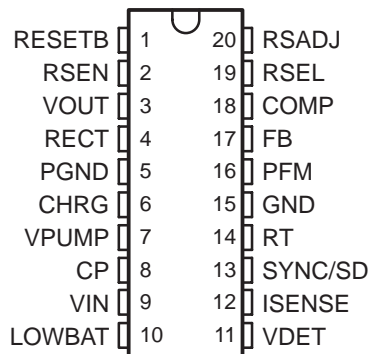 RESETB 1 20 RSADJ
RSEN 2 19 RSEL
VOUT 3 18 COMP
RECT 4 17 FB
PGND 5 16 PFM
CHRG 6 15 GND
VPUMP 7 14 RT
CP 8 13 SYNC/SD
VIN 9 12 ISENSE
LOWBAT 10 11 VDET